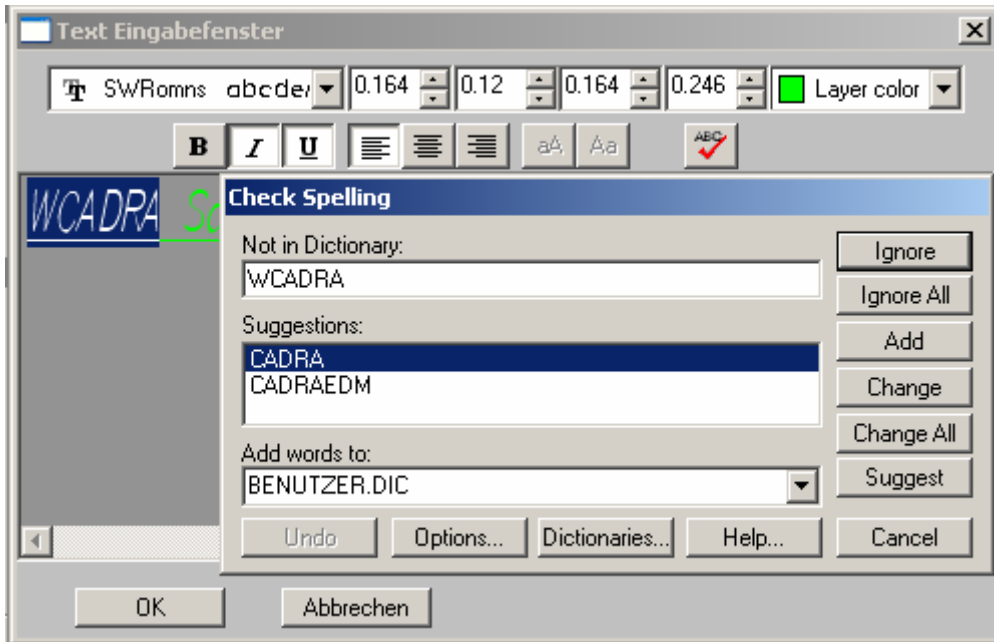 Text Eingabefenster
SWRomns abcde 0.164 0.12 0.164 0.246 Layer color
B I U aA Aa ABC
WCADRA
Check Spelling
Not in Dictionary:
WCADRA
Ignore
Ignore All
Suggestions:
CADRA
CADRAEDM
Add
Change
Change All
Add words to:
BENUTZER.DIC
Suggest
Undo Options... Dictionaries... Help... Cancel
OK Abbrechen